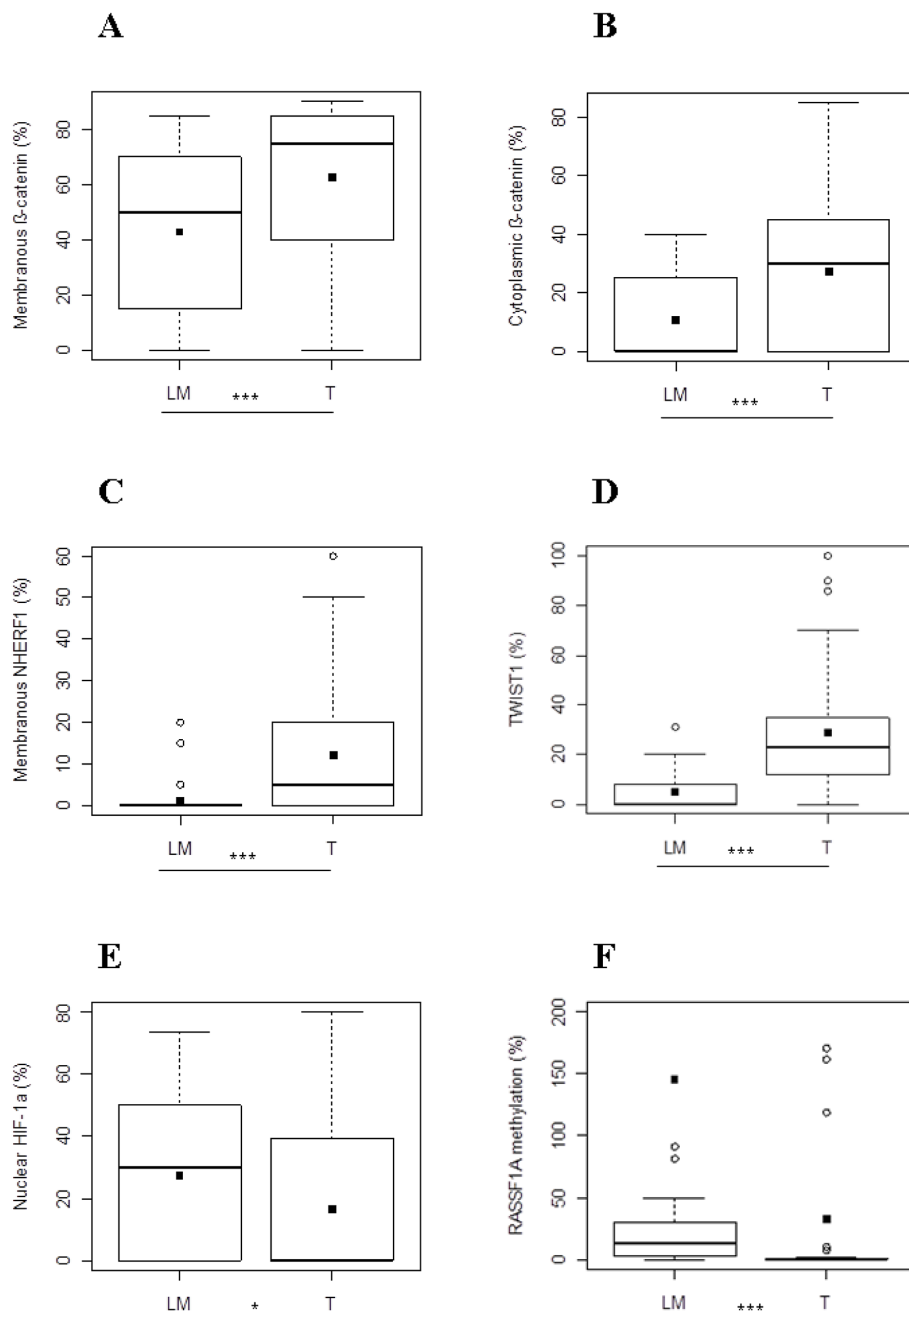 A
Membranous ß-catenin (%)
80
60
40
20
0
LM *** T
B
Cytoplasmic ß-catenin (%)
80
60
40
20
0
LM *** T
C
Membranous NHERF1 (%)
60
50
40
30
20
10
0
LM *** T
D
TWIST1 (%)
100
80
60
40
20
0
LM *** T
E
Nuclear HIF-1a (%)
80
60
40
20
0
LM * T
F
RASSF1A methylation (%)
200
150
100
50
0
LM *** T